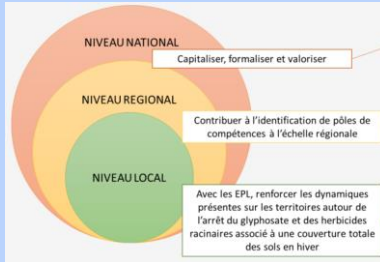 NIVEAU NATIONAL
Capitaliser, formaliser et valoriser
NIVEAU REGIONAL
Contribuer à l'identification de pôles de
compétences à l'échelle régionale
NIVEAU LOCAL
Avec les EPL, renforcer les dynamiques
présentes sur les territoires autour de
l'arrêt du glyphosate et des herbicides
racinaires associé à une couverture totale
des sols en hiver